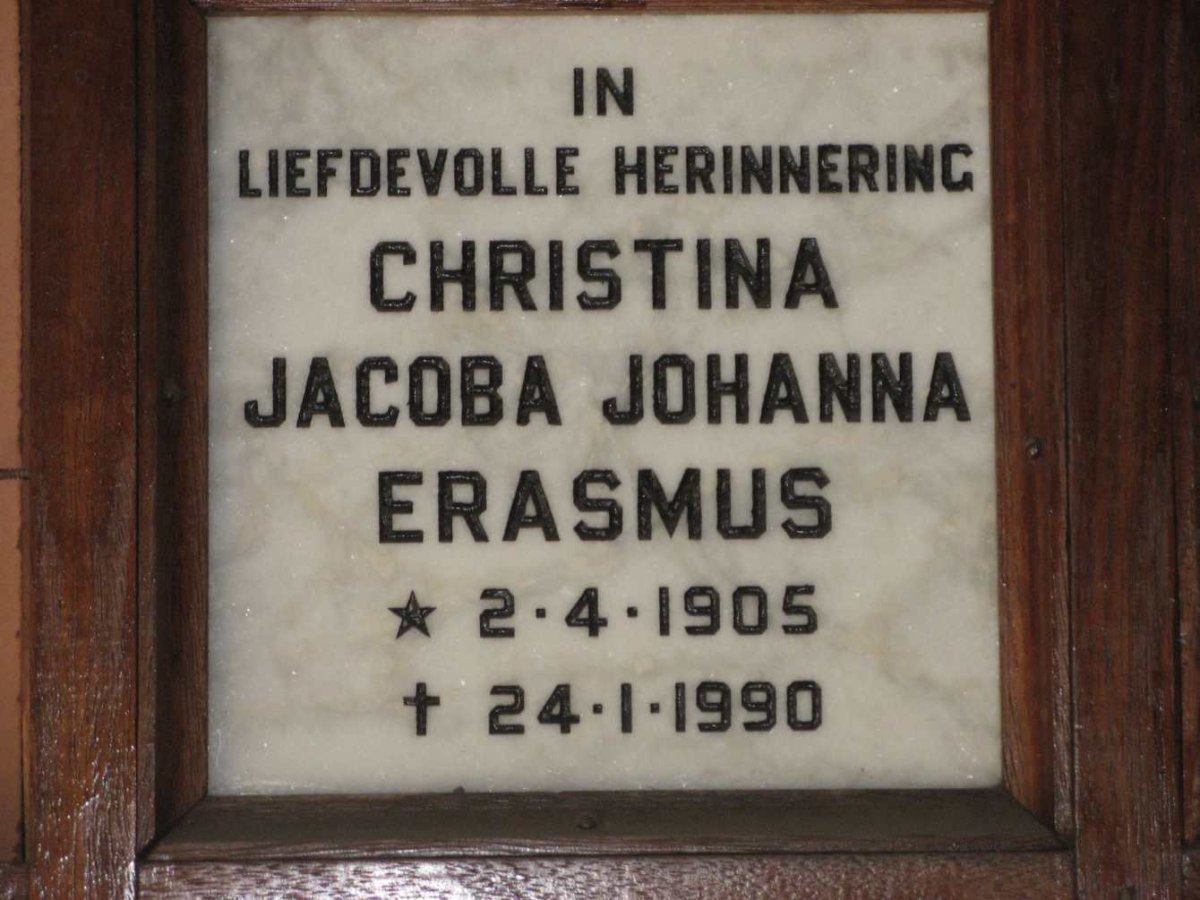 IN
LIEFDEVOLLE HERINNERING
CHRISTINA
JACOBA JOHANNA
ERASMUS
★ 2·4·1905
✝ 24·1·1990